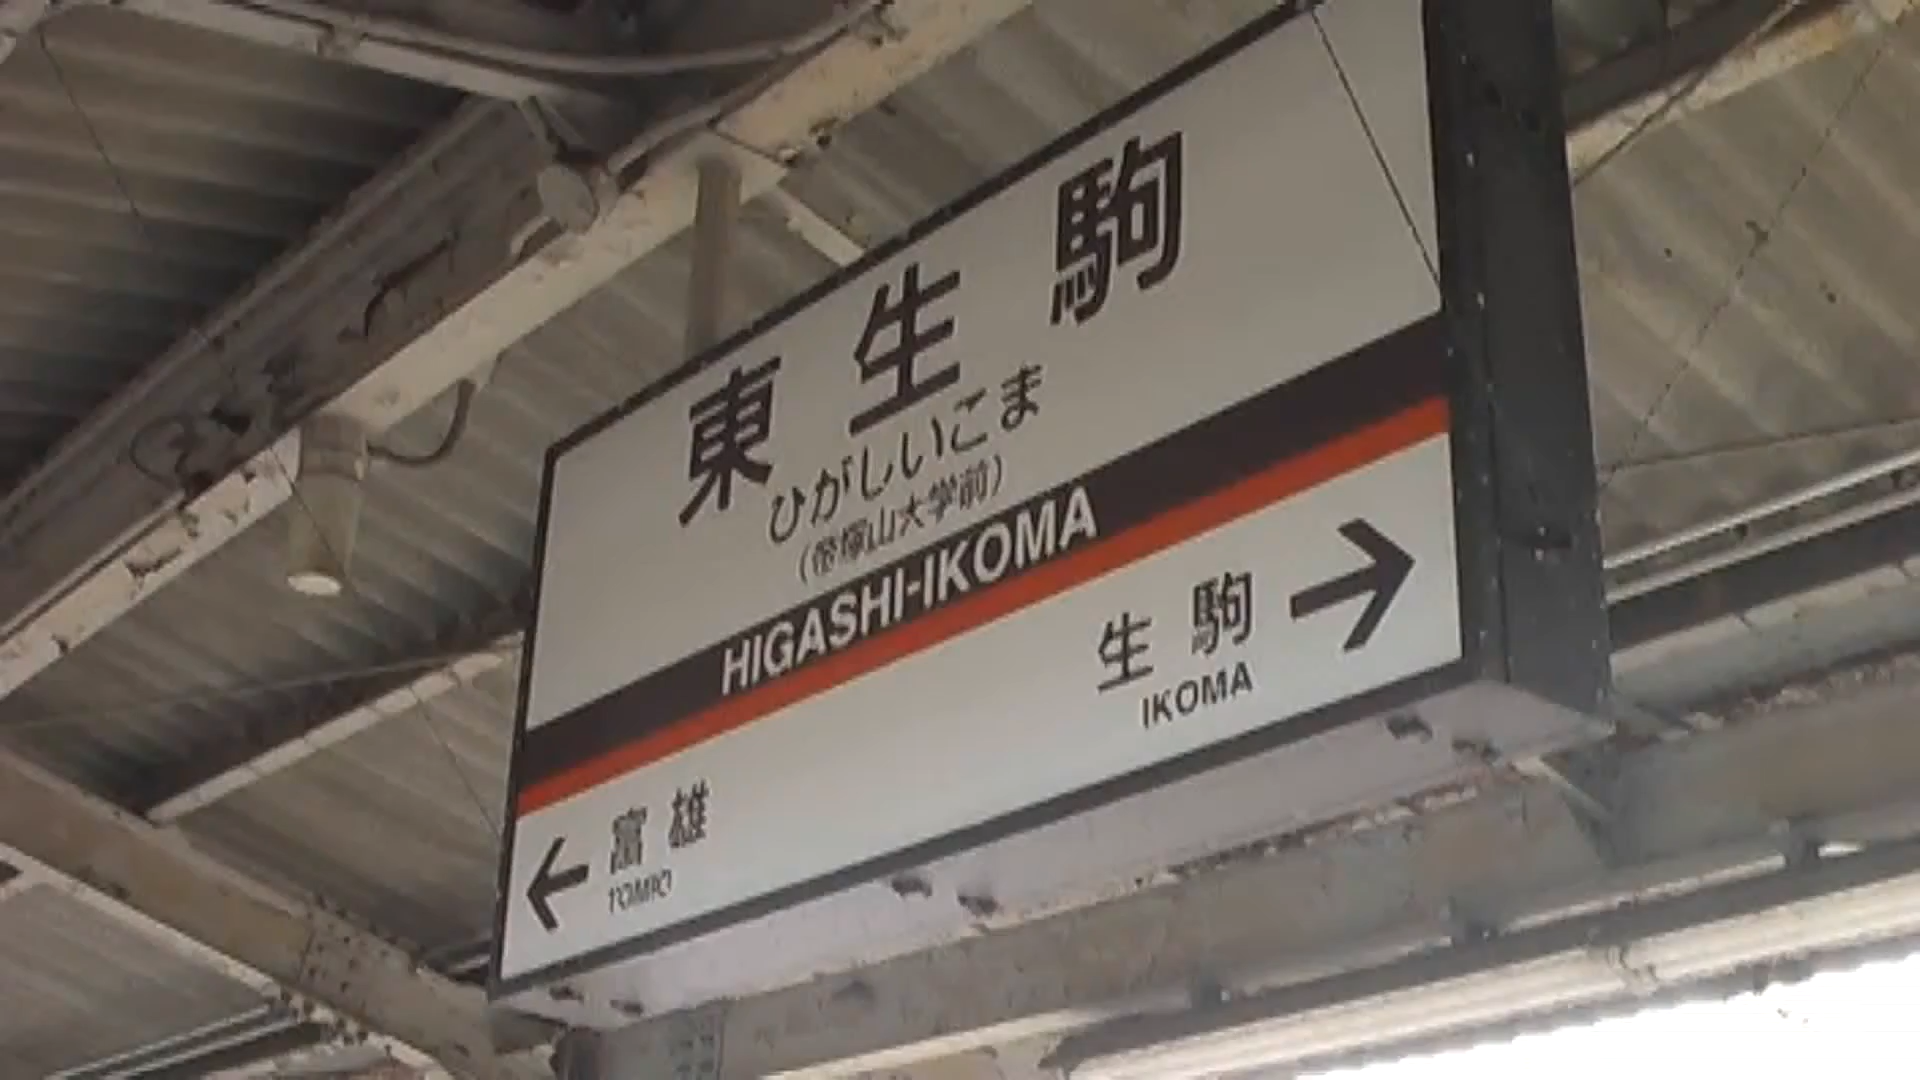 東生駒
ひがしいこま
(帝塚山大学前)
HIGASHI-IKOMA
生駒 →
IKOMA
← 富雄
TOMIO